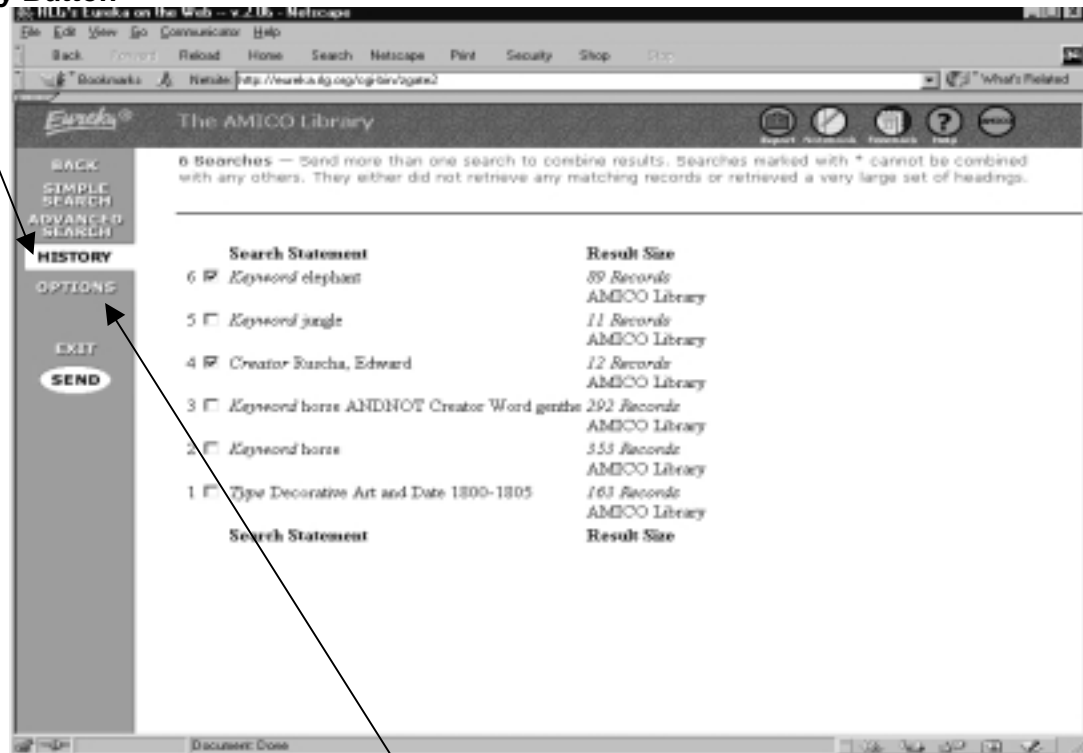 y Button
RLG's Eureka on the Web -- v.2.06 - Netscape
File Edit View Go Communicator Help
Back Forward Reload Home Search Netscape Print Security Shop Stop
Bookmarks Netsite: http://eureka.rlg.org/cgi-bin/zgate2 What's Related
Eureka® The AMICO Library
Export Notebook Feedback Help AMICO
BACK
SIMPLE
SEARCH
ADVANCED
SEARCH
HISTORY
OPTIONS
EXIT
SEND
6 Searches — Send more than one search to combine results. Searches marked with * cannot be combined
with any others. They either did not retrieve any matching records or retrieved a very large set of headings.
Search Statement Result Size
6 Keyword elephant 89 Records
AMICO Library
5 Keyword jungle 11 Records
AMICO Library
4 Creator Ruscha, Edward 12 Records
AMICO Library
3 Keyword horse ANDNOT Creator Word genthe 292 Records
AMICO Library
2 Keyword horse 353 Records
AMICO Library
1 Type Decorative Art and Date 1800-1805 163 Records
AMICO Library
Search Statement Result Size
Document: Done